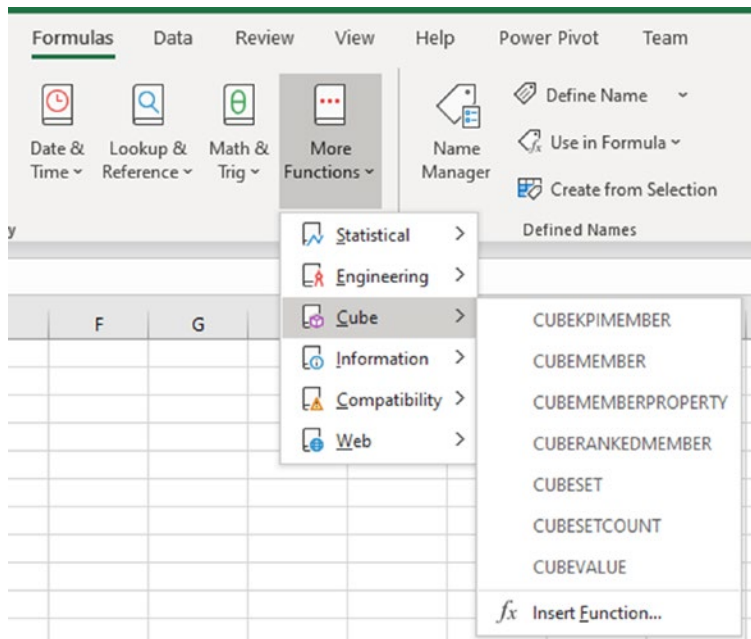 Formulas Data Review View Help Power Pivot Team
Date & Time
Lookup & Reference
Math & Trig
More Functions
Name Manager
Define Name
Use in Formula
Create from Selection
y
Defined Names
Statistical
Engineering
Cube
Information
Compatibility
Web
F G
CUBEKPIMEMBER
CUBEMEMBER
CUBEMEMBERPROPERTY
CUBERANKEDMEMBER
CUBESET
CUBESETCOUNT
CUBEVALUE
fx Insert Function...